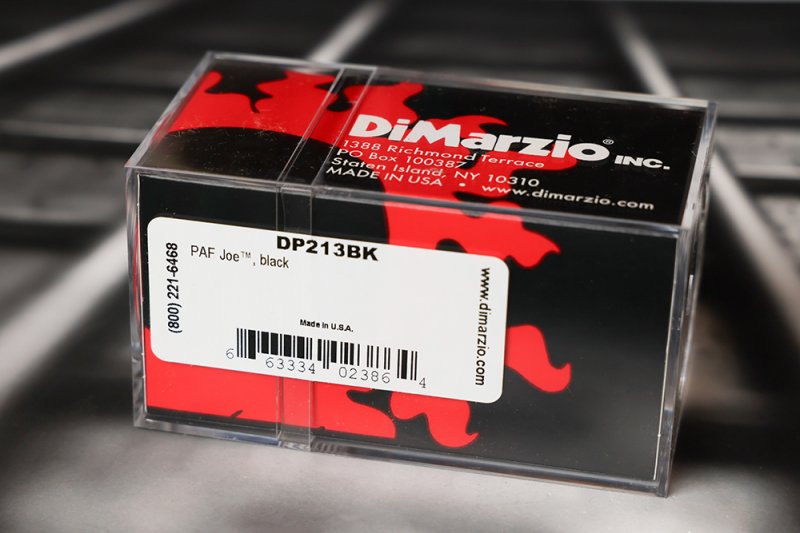 DiMarzio® INC.
1388 Richmond Terrace
PO Box 100387
Staten Island, NY 10310
MADE IN USA • www.dimarzio.com
DP213BK
PAF Joe™, black
(800) 221-6468
www.dimarzio.com
Made in U.S.A.
6 63334 02386 4